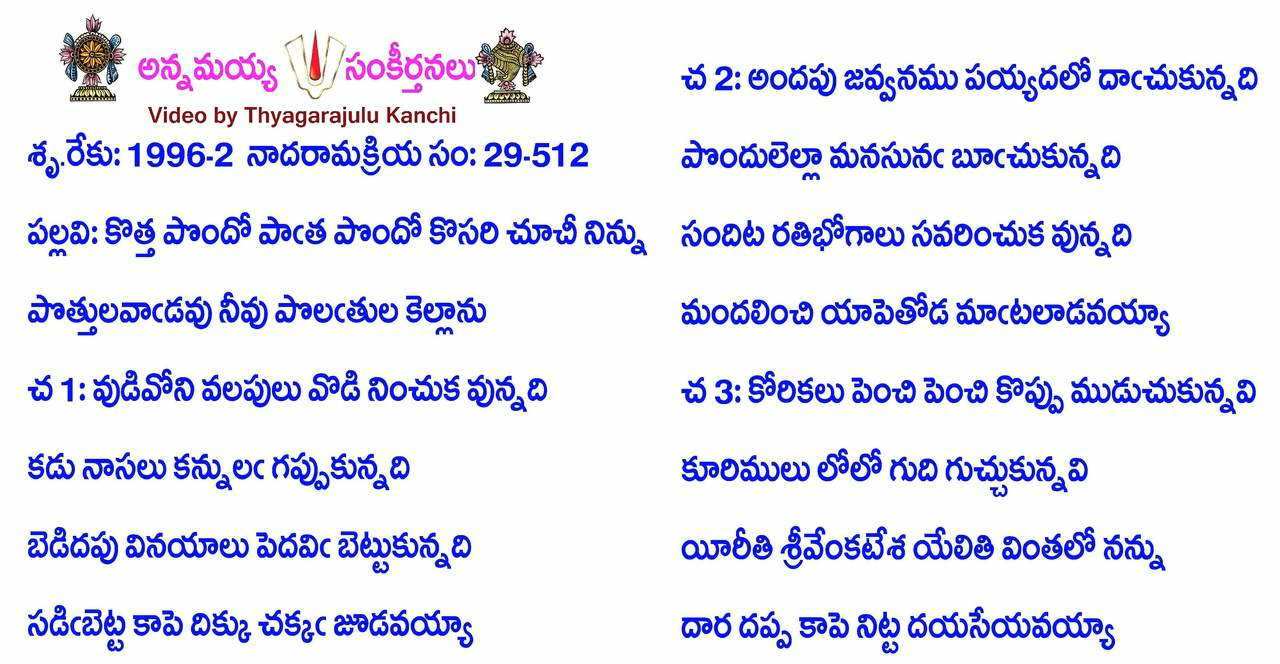 అన్నమయ్య సంకీర్తనలు
Video by Thyagarajulu Kanchi
శృ.రేకు: 1996-2 నాదరామక్రియ సం: 29-512
పల్లవి: కొత్త పొందో పాఁత పొందో కొసరి చూచీ నిన్ను
పొత్తులవాఁడవు నీవు పొలఁతుల కెల్లాను
చ 1: వుడివోని వలపులు వొడి నించుక వున్నది
కడు నాసలు కన్నులఁ గప్పుకున్నది
బెడిదపు వినయాలు పెదవిఁ బెట్టుకున్నది
సడిఁబెట్ట కాపె దిక్కు చక్కఁ జూడవయ్యా
చ 2: అందపు జవ్వనము పయ్యదలో దాఁచుకున్నది
పొందులెల్లా మనసునఁ బూఁచుకున్నది
సందిట రతిభోగాలు సవరించుక వున్నది
మందలించి యాపెతోడ మాఁటలాడవయ్యా
చ 3: కోరికలు పెంచి పెంచి కొప్పు ముడుచుకున్నవి
కూరిములు లోలో గుది గుచ్చుకున్నవి
యీరీతి శ్రీవేంకటేశ యేలితి వింతలో నన్ను
దార దప్ప కాపె నిట్ట దయసేయవయ్యా